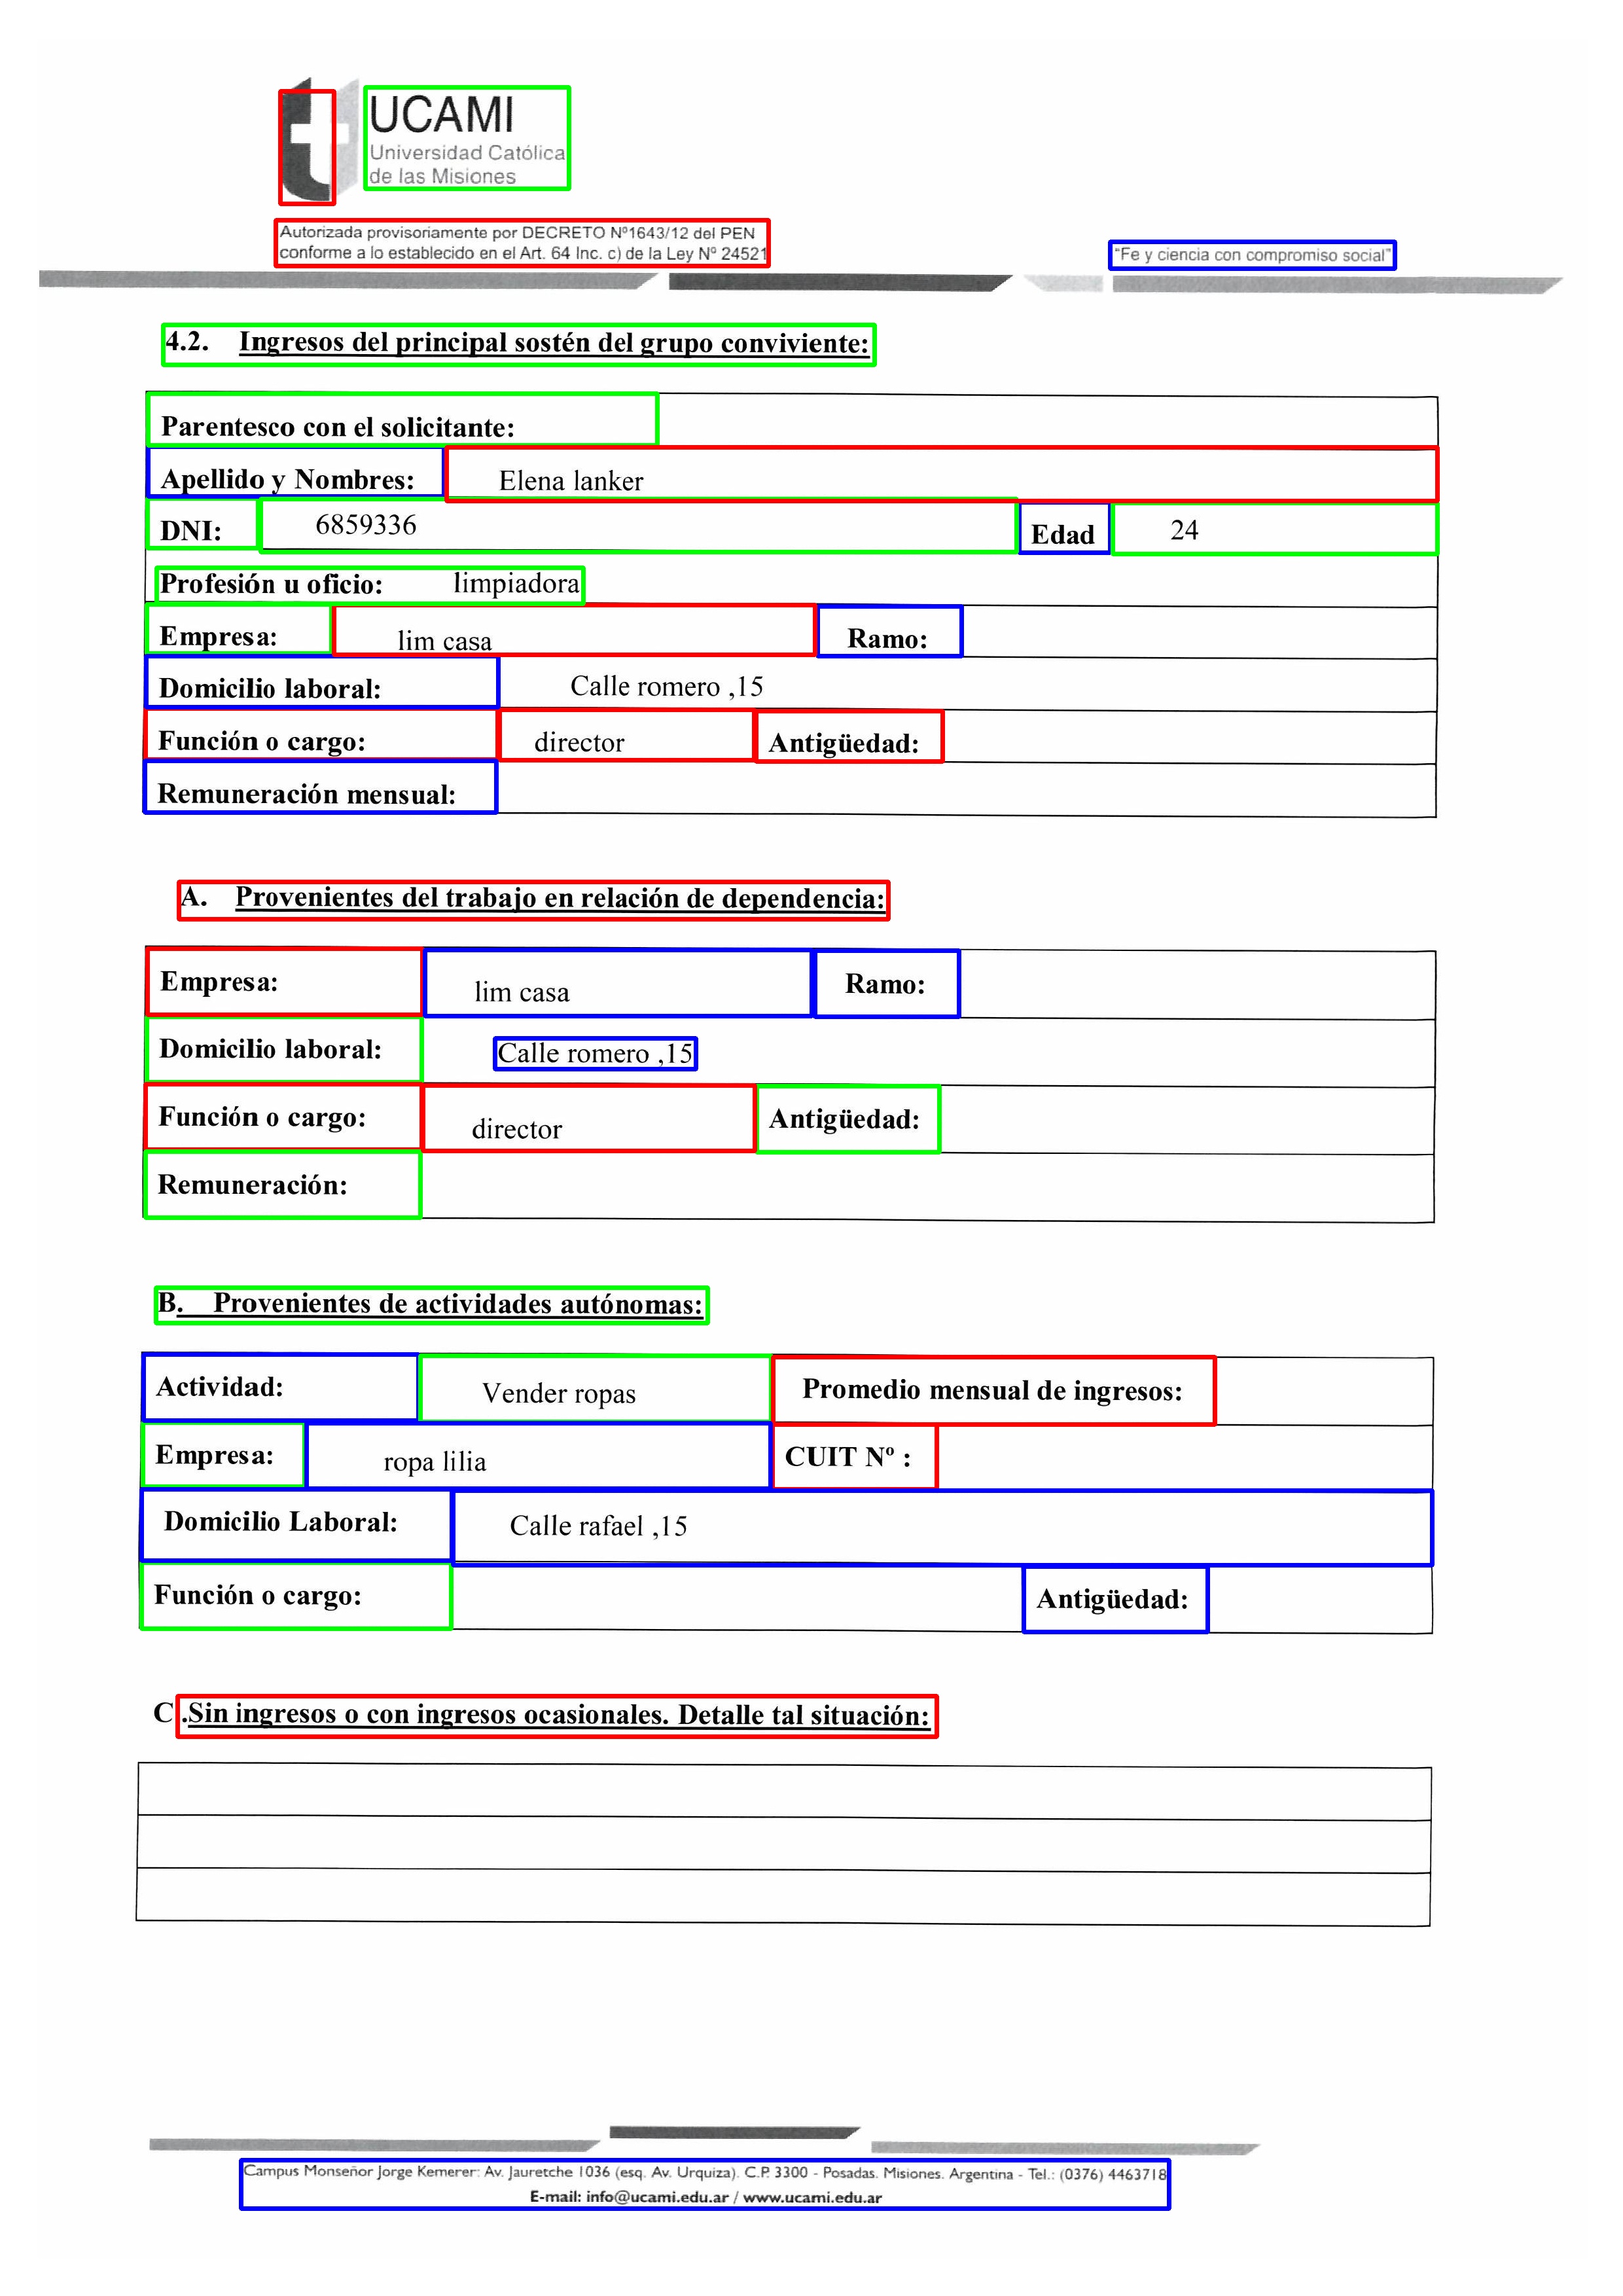 UCAMI
Universidad Católica
de las Misiones
Autorizada provisoriamente por DECRETO Nº1643/12 del PEN
conforme a lo establecido en el Art. 64 Inc. c) de la Ley Nº 24521
"Fe y ciencia con compromiso social"
4.2. Ingresos del principal sostén del grupo conviviente:
Parentesco con el solicitante:
Apellido y Nombres: Elena lanker
DNI: 6859336 Edad 24
Profesión u oficio: limpiadora
Empresa: lim casa Ramo:
Domicilio laboral: Calle romero ,15
Función o cargo: director Antigüedad:
Remuneración mensual:
A. Provenientes del trabajo en relación de dependencia:
Empresa: lim casa Ramo:
Domicilio laboral: Calle romero ,15
Función o cargo: director Antigüedad:
Remuneración:
B. Provenientes de actividades autónomas:
Actividad: Vender ropas Promedio mensual de ingresos:
Empresa: ropa lilia CUIT Nº :
Domicilio Laboral: Calle rafael ,15
Función o cargo: Antigüedad:
C .Sin ingresos o con ingresos ocasionales. Detalle tal situación:
Campus Monseñor Jorge Kemerer: Av. Jauretche 1036 (esq. Av. Urquiza). C.P. 3300 - Posadas. Misiones. Argentina - Tel.: (0376) 4463718
E-mail: info@ucami.edu.ar / www.ucami.edu.ar